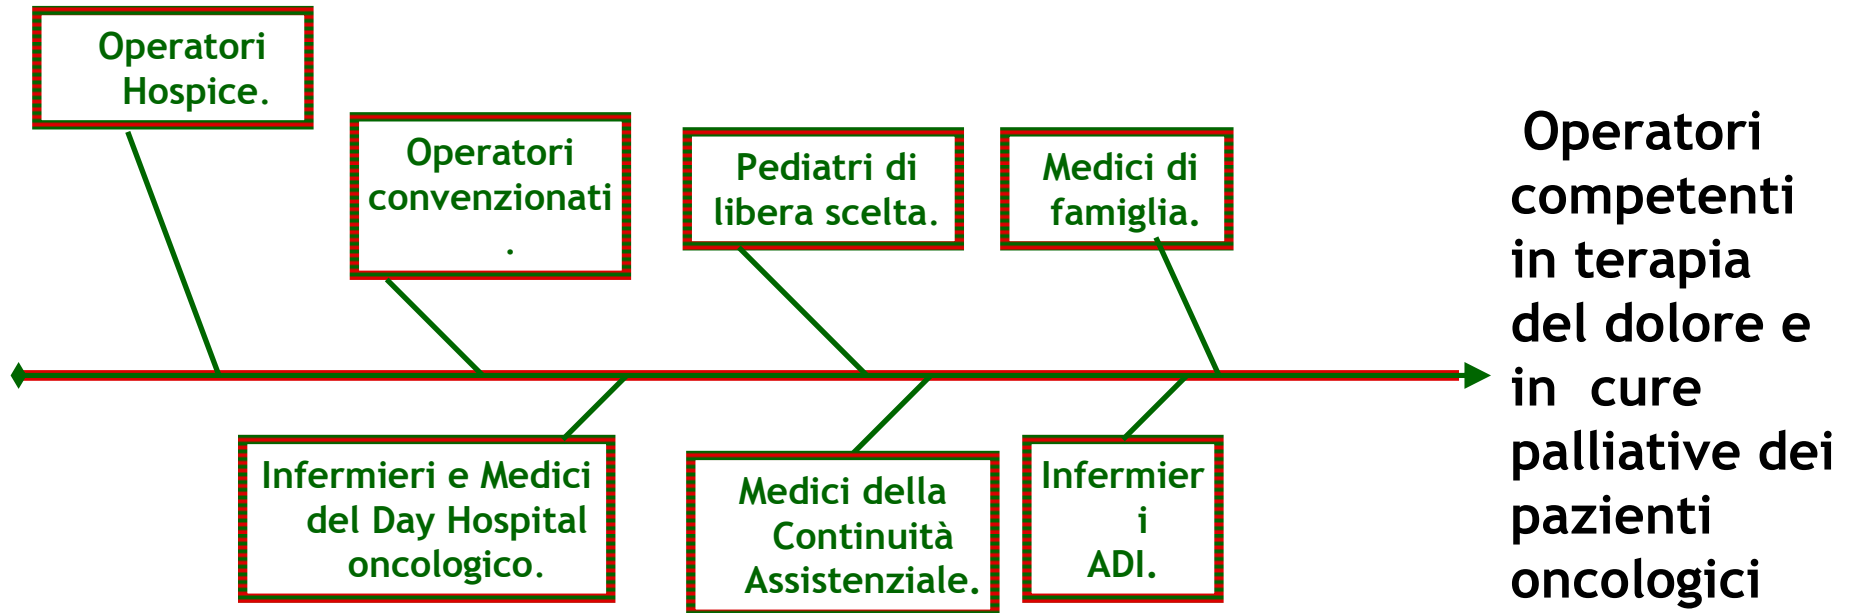 Operatori
Hospice.
Operatori
convenzionati
.
Pediatri di
libera scelta.
Medici di
famiglia.
Infermieri e Medici
del Day Hospital
oncologico.
Medici della
Continuità
Assistenziale.
Infermier
i
ADI.
Operatori
competenti
in terapia
del dolore e
in cure
palliative dei
pazienti
oncologici